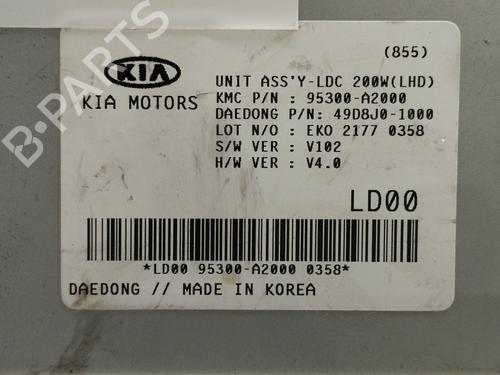 (855)
KIA
KIA MOTORS
UNIT ASS'Y-LDC 200W(LHD)
KMC P/N : 95300-A2000
DAEDONG P/N: 49D8J0-1000
LOT N/O : EKO 2177 0358
S/W VER : V102
H/W VER : V4.0
LD00
*LD00 95300-A2000 0358*
DAEDONG // MADE IN KOREA
B-PARTS
B-PARTS